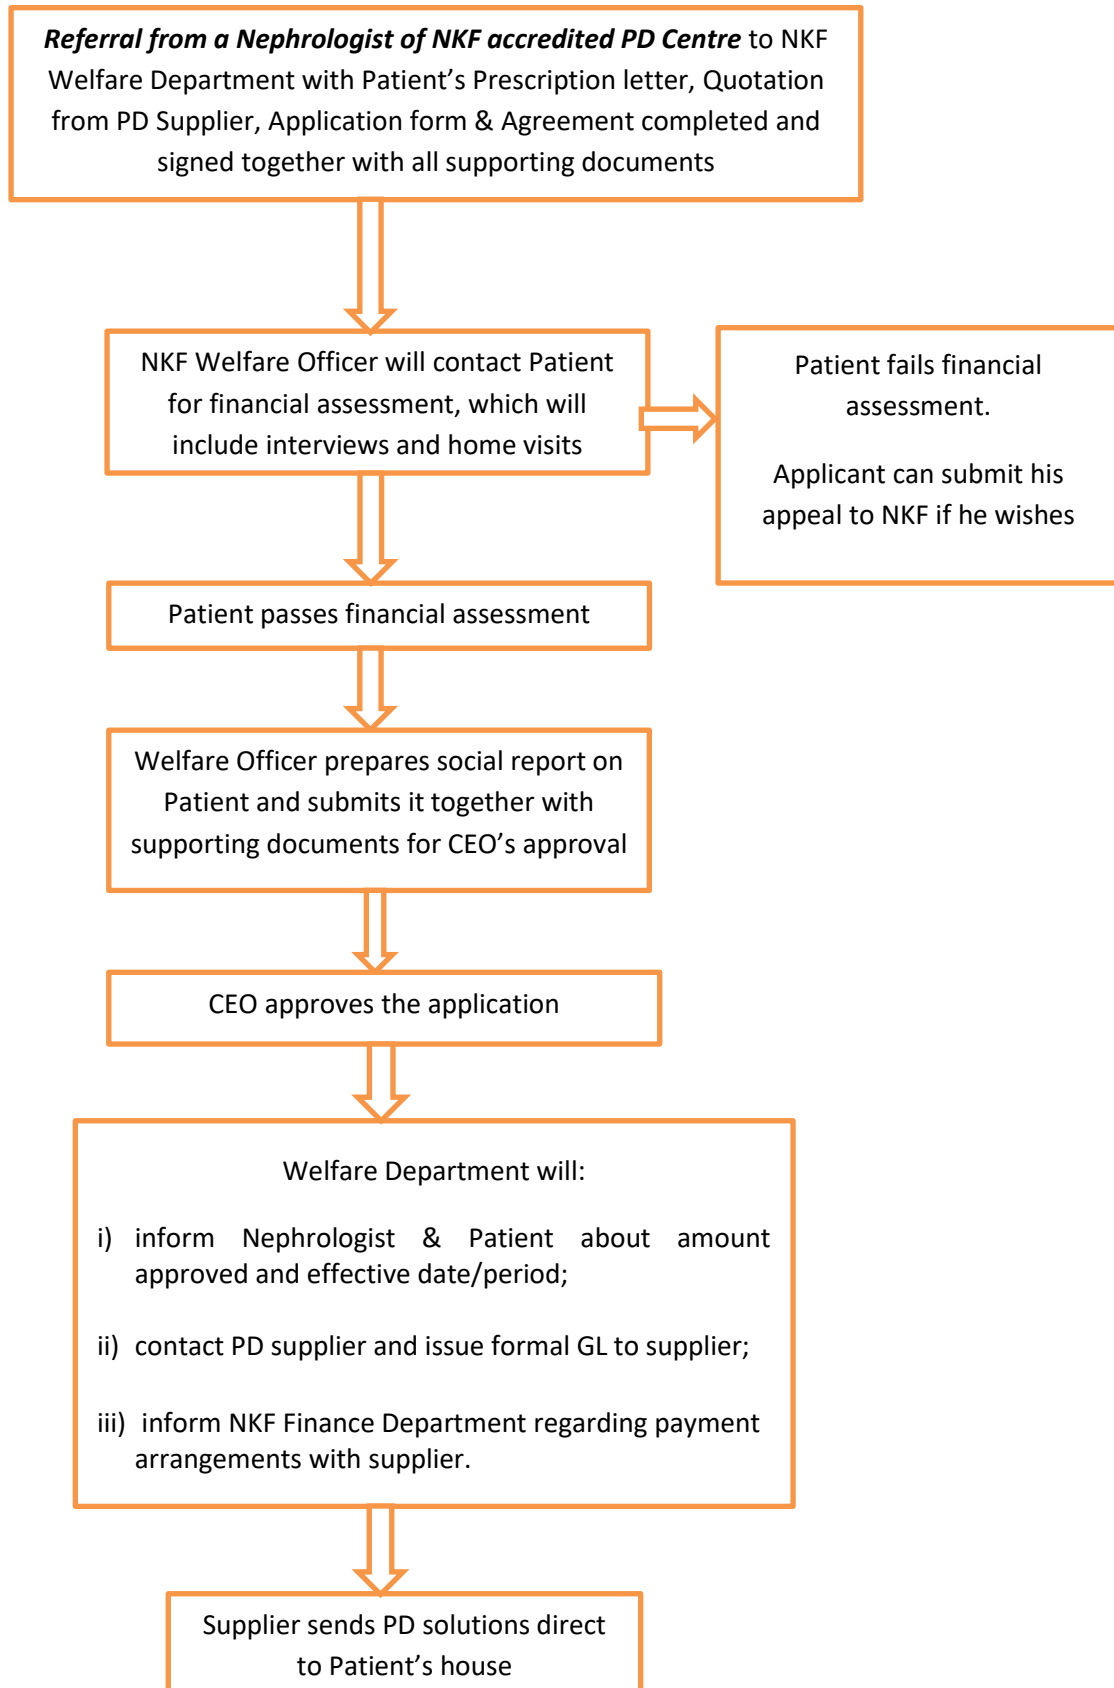 Referral from a Nephrologist of NKF accredited PD Centre to NKF
Welfare Department with Patient’s Prescription letter, Quotation
from PD Supplier, Application form & Agreement completed and
signed together with all supporting documents
NKF Welfare Officer will contact Patient
for financial assessment, which will
include interviews and home visits
Patient fails financial
assessment.
Applicant can submit his
appeal to NKF if he wishes
Patient passes financial assessment
Welfare Officer prepares social report on
Patient and submits it together with
supporting documents for CEO’s approval
CEO approves the application
Welfare Department will:
i) inform Nephrologist & Patient about amount
approved and effective date/period;
ii) contact PD supplier and issue formal GL to supplier;
iii) inform NKF Finance Department regarding payment
arrangements with supplier.
Supplier sends PD solutions direct
to Patient’s house